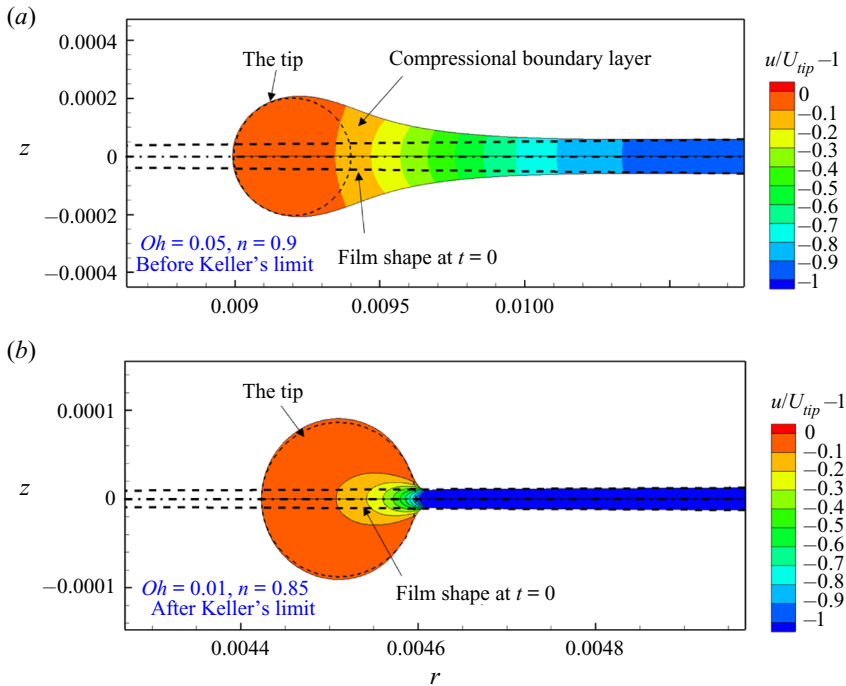 (a)
0.0004
0.0002
0
−0.0002
−0.0004
z
The tip
Compressional boundary layer
Oh = 0.05, n = 0.9
Before Keller's limit
Film shape at t = 0
0.009
0.0095
0.0100
u/U_tip −1
0
−0.1
−0.2
−0.3
−0.4
−0.5
−0.6
−0.7
−0.8
−0.9
−1
(b)
0.0001
0
−0.0001
z
The tip
Oh = 0.01, n = 0.85
After Keller's limit
Film shape at t = 0
0.0044
0.0046
0.0048
r
u/U_tip −1
0
−0.1
−0.2
−0.3
−0.4
−0.5
−0.6
−0.7
−0.8
−0.9
−1